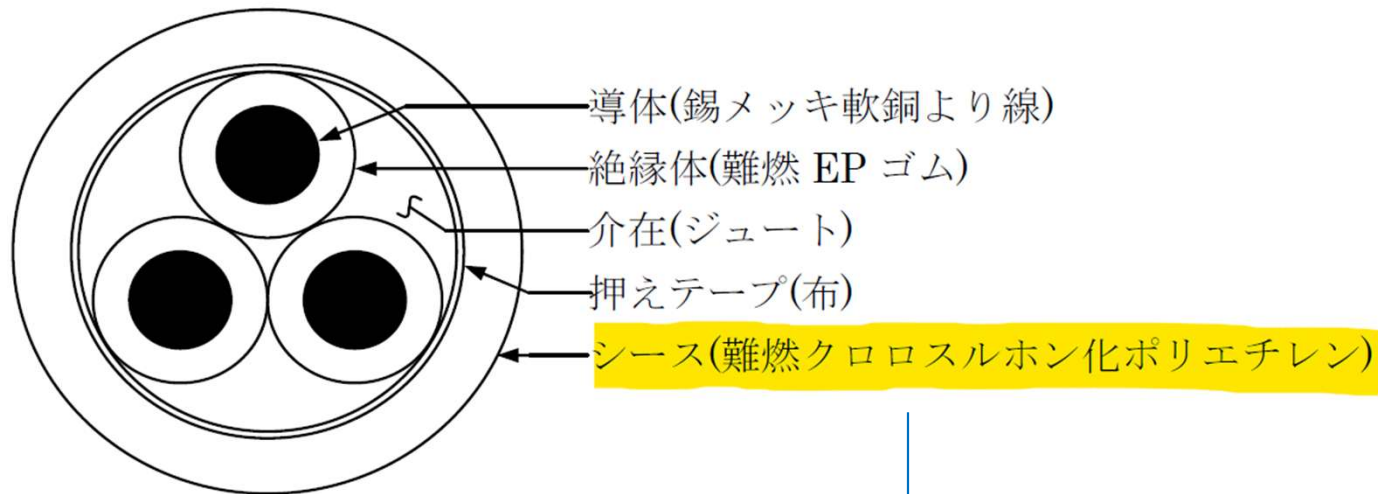 導体(錫メッキ軟銅より線)
絶縁体(難燃 EP ゴム)
介在(ジュート)
押えテープ(布)
シース(難燃クロロスルホン化ポリエチレン)